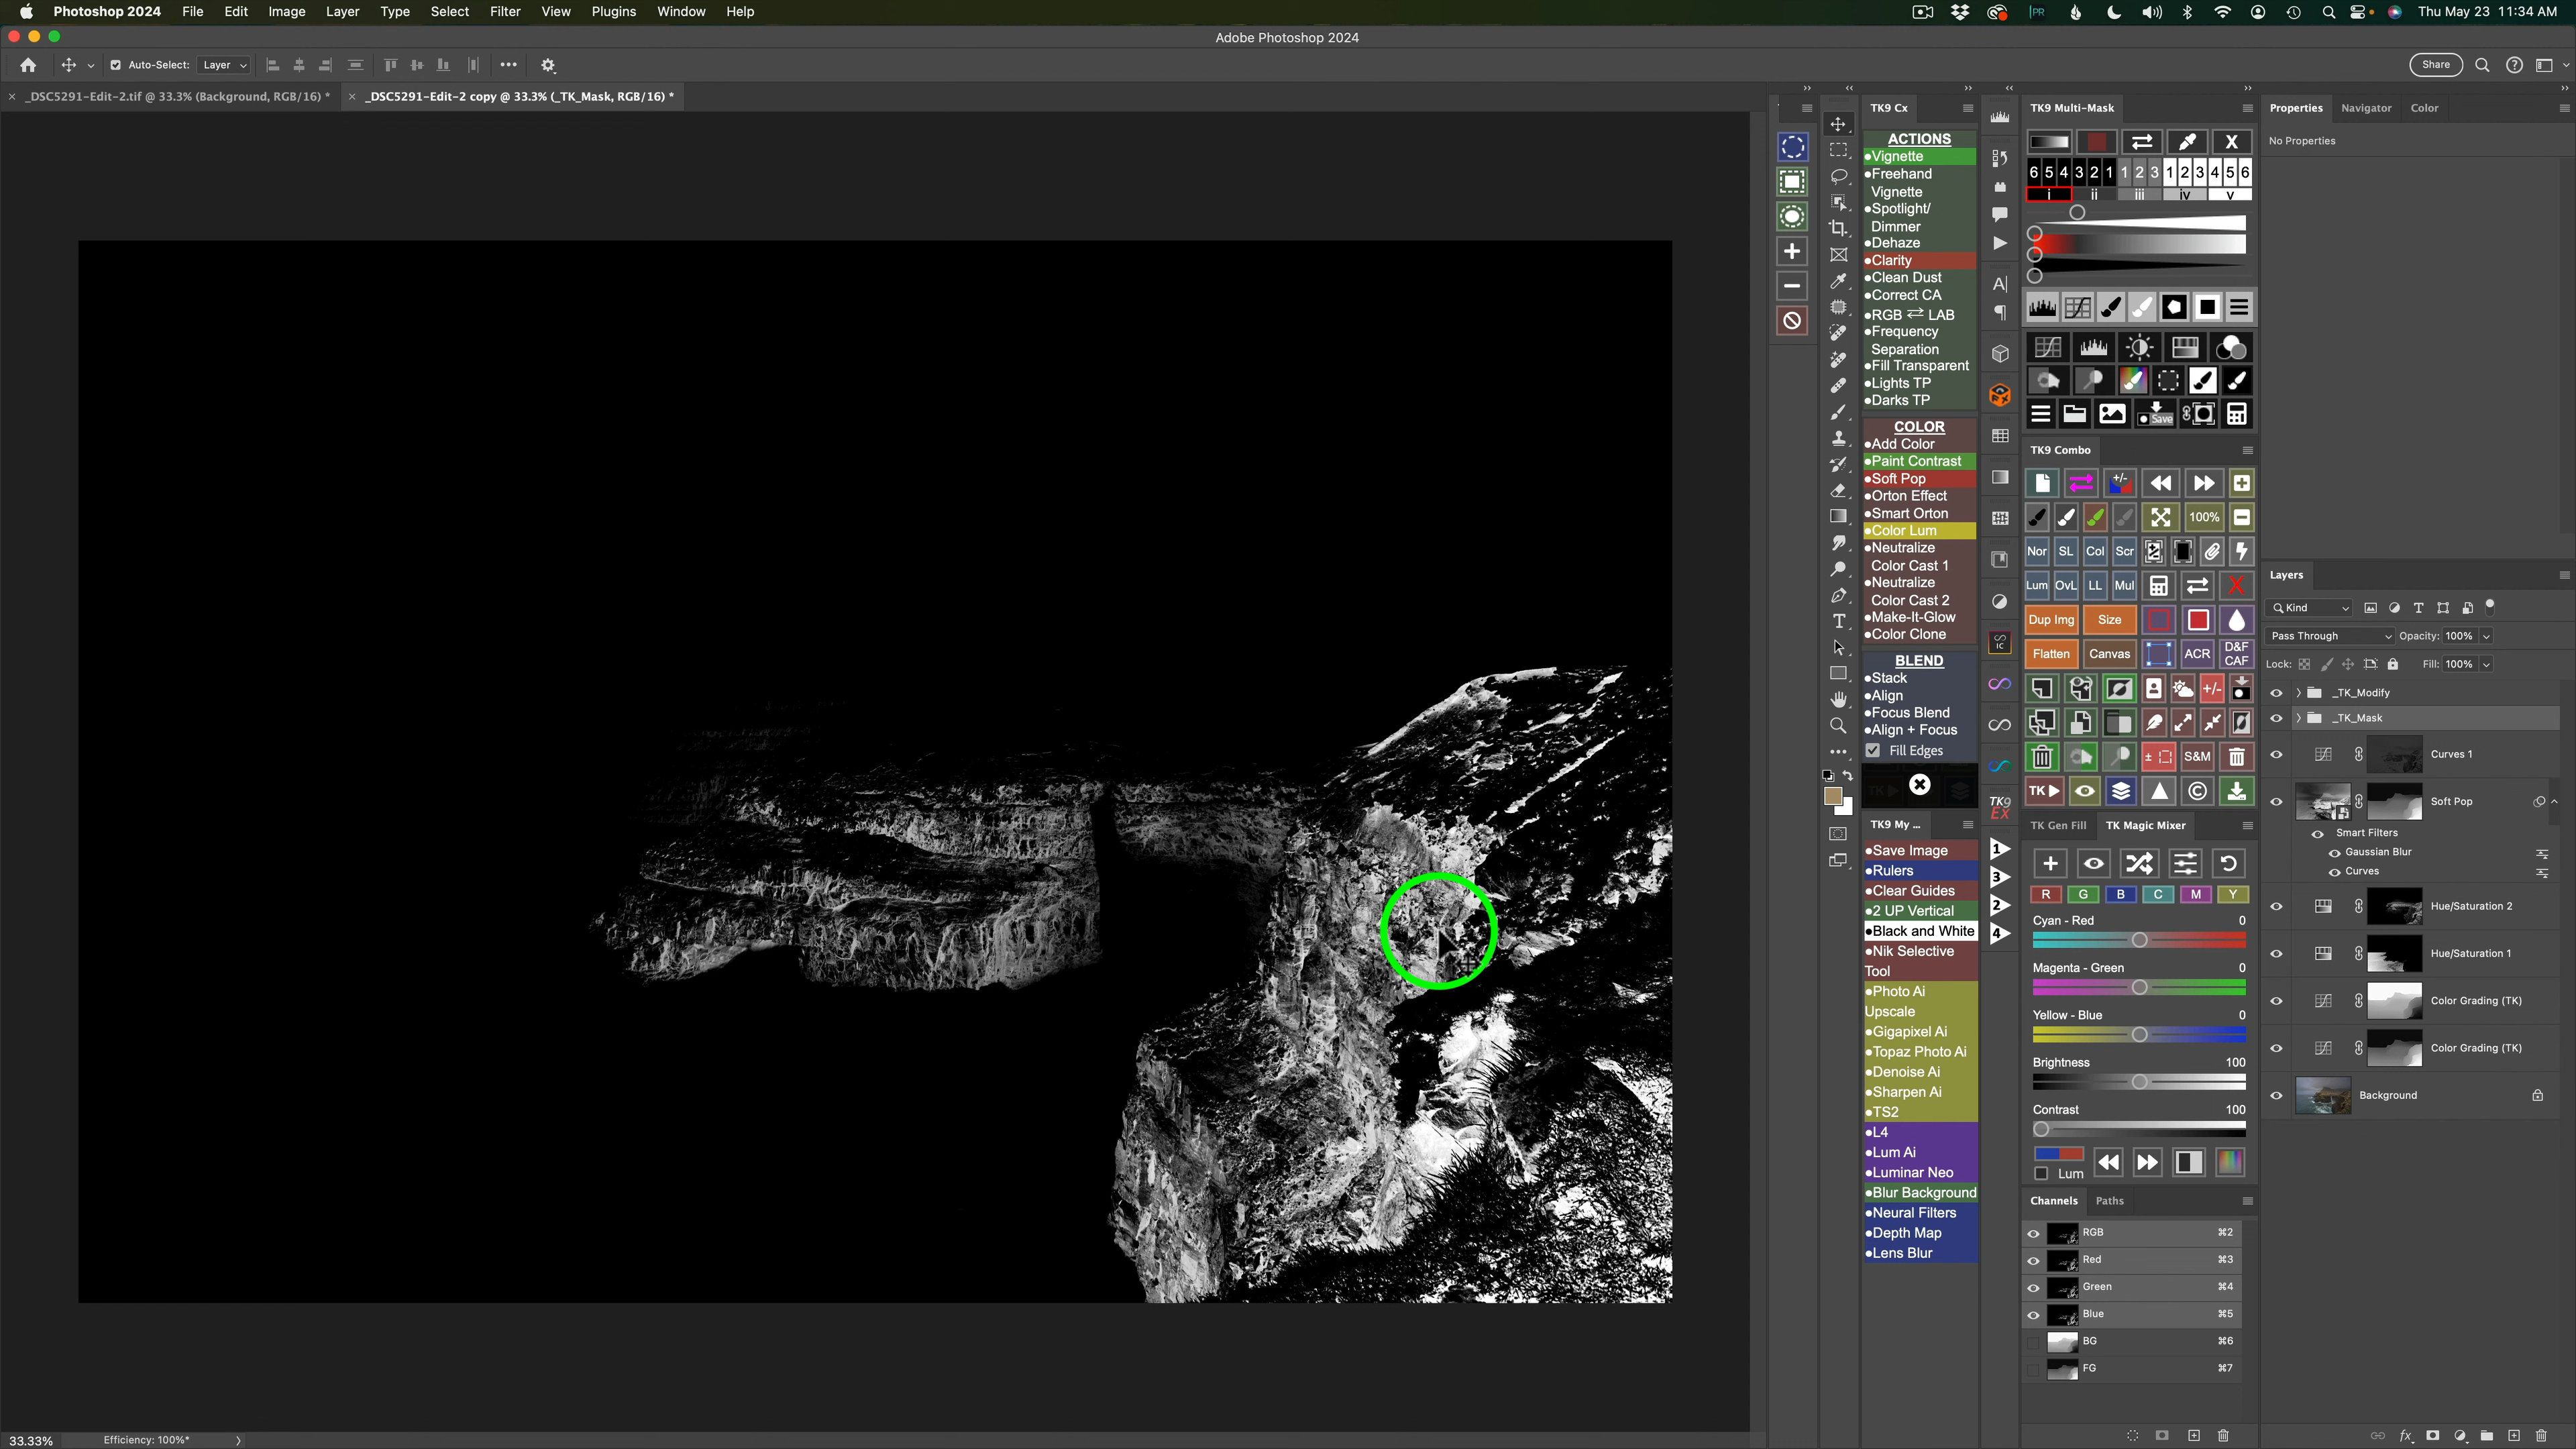 Photoshop 2024 File Edit Image Layer Type Select Filter View Plugins Window Help
Thu May 23 11:34 AM
Adobe Photoshop 2024
Auto-Select: Layer
Share
_DSC5291-Edit-2.tif @ 33.3% (Background, RGB/16) *
_DSC5291-Edit-2 copy @ 33.3% (_TK_Mask, RGB/16) *
TK9 Cx
ACTIONS
●Vignette
●Freehand
Vignette
●Spotlight/
Dimmer
●Dehaze
●Clarity
●Clean Dust
●Correct CA
●RGB ⇄ LAB
●Frequency
Separation
●Fill Transparent
●Lights TP
●Darks TP
COLOR
●Add Color
●Paint Contrast
●Soft Pop
●Orton Effect
●Smart Orton
●Color Lum
●Neutralize
Color Cast 1
●Neutralize
Color Cast 2
●Make-It-Glow
●Color Clone
BLEND
●Stack
●Align
●Focus Blend
●Align + Focus
Fill Edges
TK9 My ...
●Save Image
●Rulers
●Clear Guides
●2 UP Vertical
●Black and White
●Nik Selective
Tool
●Photo Ai
Upscale
●Gigapixel Ai
●Topaz Photo Ai
●Denoise Ai
●Sharpen Ai
●TS2
●L4
●Lum Ai
●Luminar Neo
●Blur Background
●Neural Filters
●Depth Map
●Lens Blur
TK9
EX
1
3
2
4
TK9 Multi-Mask
X
6 5 4 3 2 1 1 2 3 1 2 3 4 5 6
i ii iii iv v
Save
TK9 Combo
+/-
100%
Nor SL Col Scr
Lum OvL LL Mul X
Dup Img Size
Flatten Canvas ACR D&F
CAF
+/-
S&M
TK
TK Gen Fill TK Magic Mixer
R G B C M Y
Cyan - Red 0
Magenta - Green 0
Yellow - Blue 0
Brightness 100
Contrast 100
Lum
Channels Paths
RGB ⌘2
Red ⌘3
Green ⌘4
Blue ⌘5
BG ⌘6
FG ⌘7
Properties Navigator Color
No Properties
Layers
Kind
Pass Through Opacity: 100%
Lock: Fill: 100%
_TK_Modify
_TK_Mask
Curves 1
Soft Pop
Smart Filters
Gaussian Blur
Curves
Hue/Saturation 2
Hue/Saturation 1
Color Grading (TK)
Color Grading (TK)
Background
fx
33.33% Efficiency: 100%*